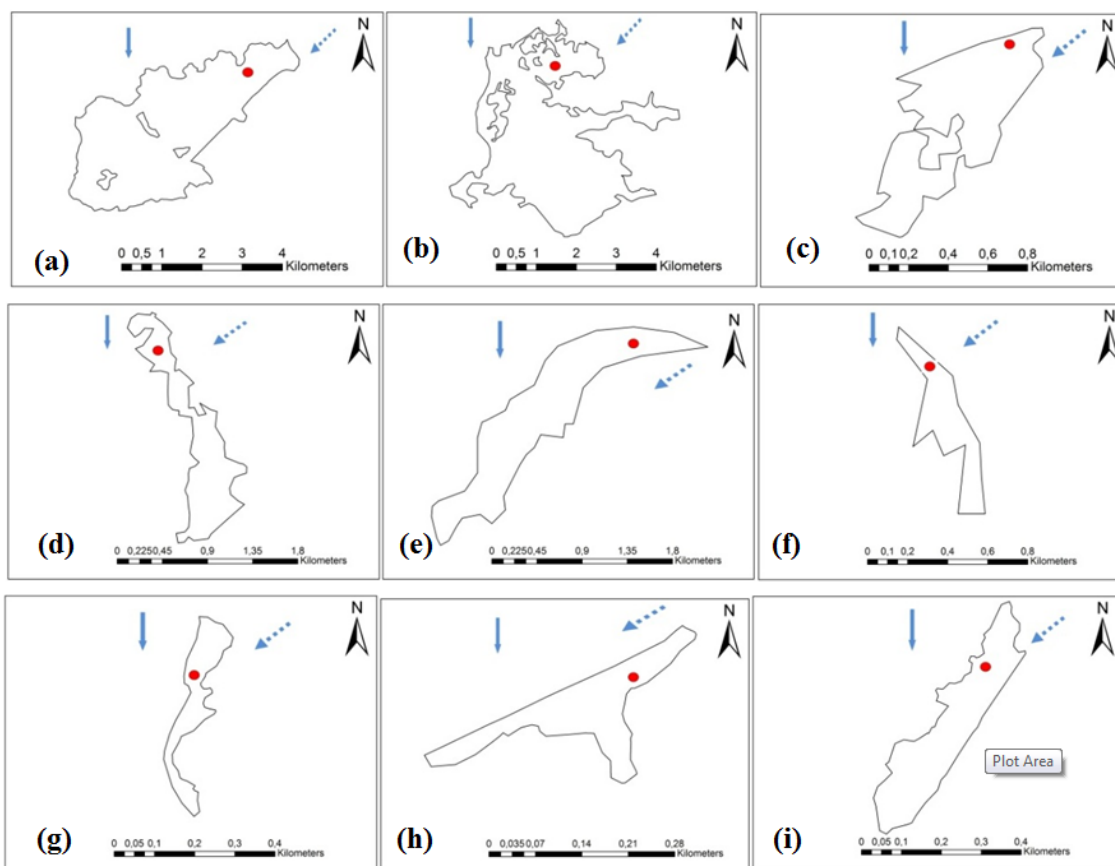 N
(a)
0 0,5 1 2 3 4
Kilometers
N
(b)
0 0,5 1 2 3 4
Kilometers
N
(c)
0 0,1 0,2 0,4 0,6 0,8
Kilometers
N
(d)
0 0,225 0,45 0,9 1,35 1,8
Kilometers
N
(e)
0 0,225 0,45 0,9 1,35 1,8
Kilometers
N
(f)
0 0,1 0,2 0,4 0,6 0,8
Kilometers
N
(g)
0 0,05 0,1 0,2 0,3 0,4
Kilometers
N
(h)
0 0,035 0,07 0,14 0,21 0,28
Kilometers
N
Plot Area
(i)
0 0,05 0,1 0,2 0,3 0,4
Kilometers